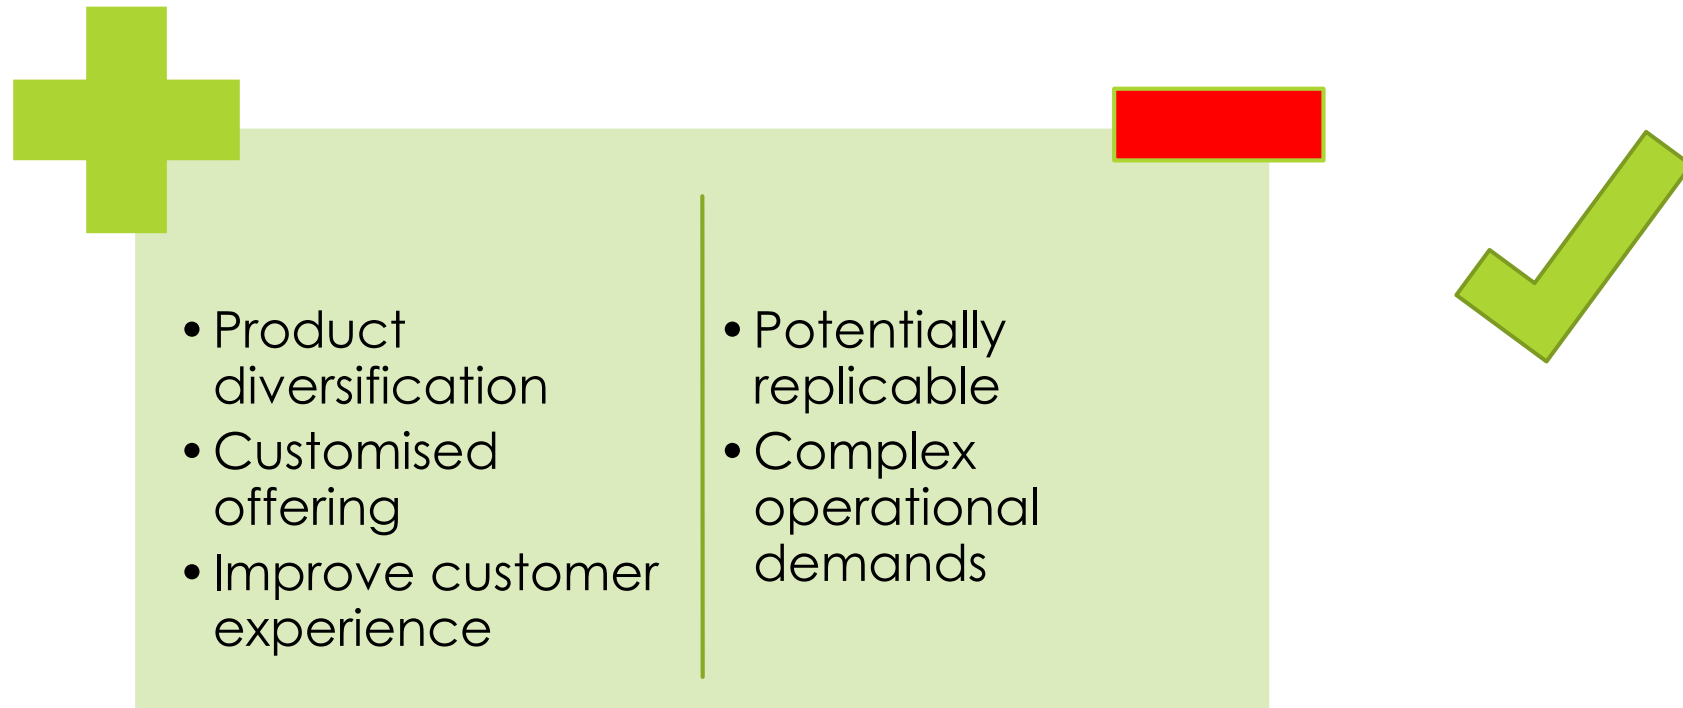 • Product
diversification
• Customised
offering
• Improve customer
experience
• Potentially
replicable
• Complex
operational
demands